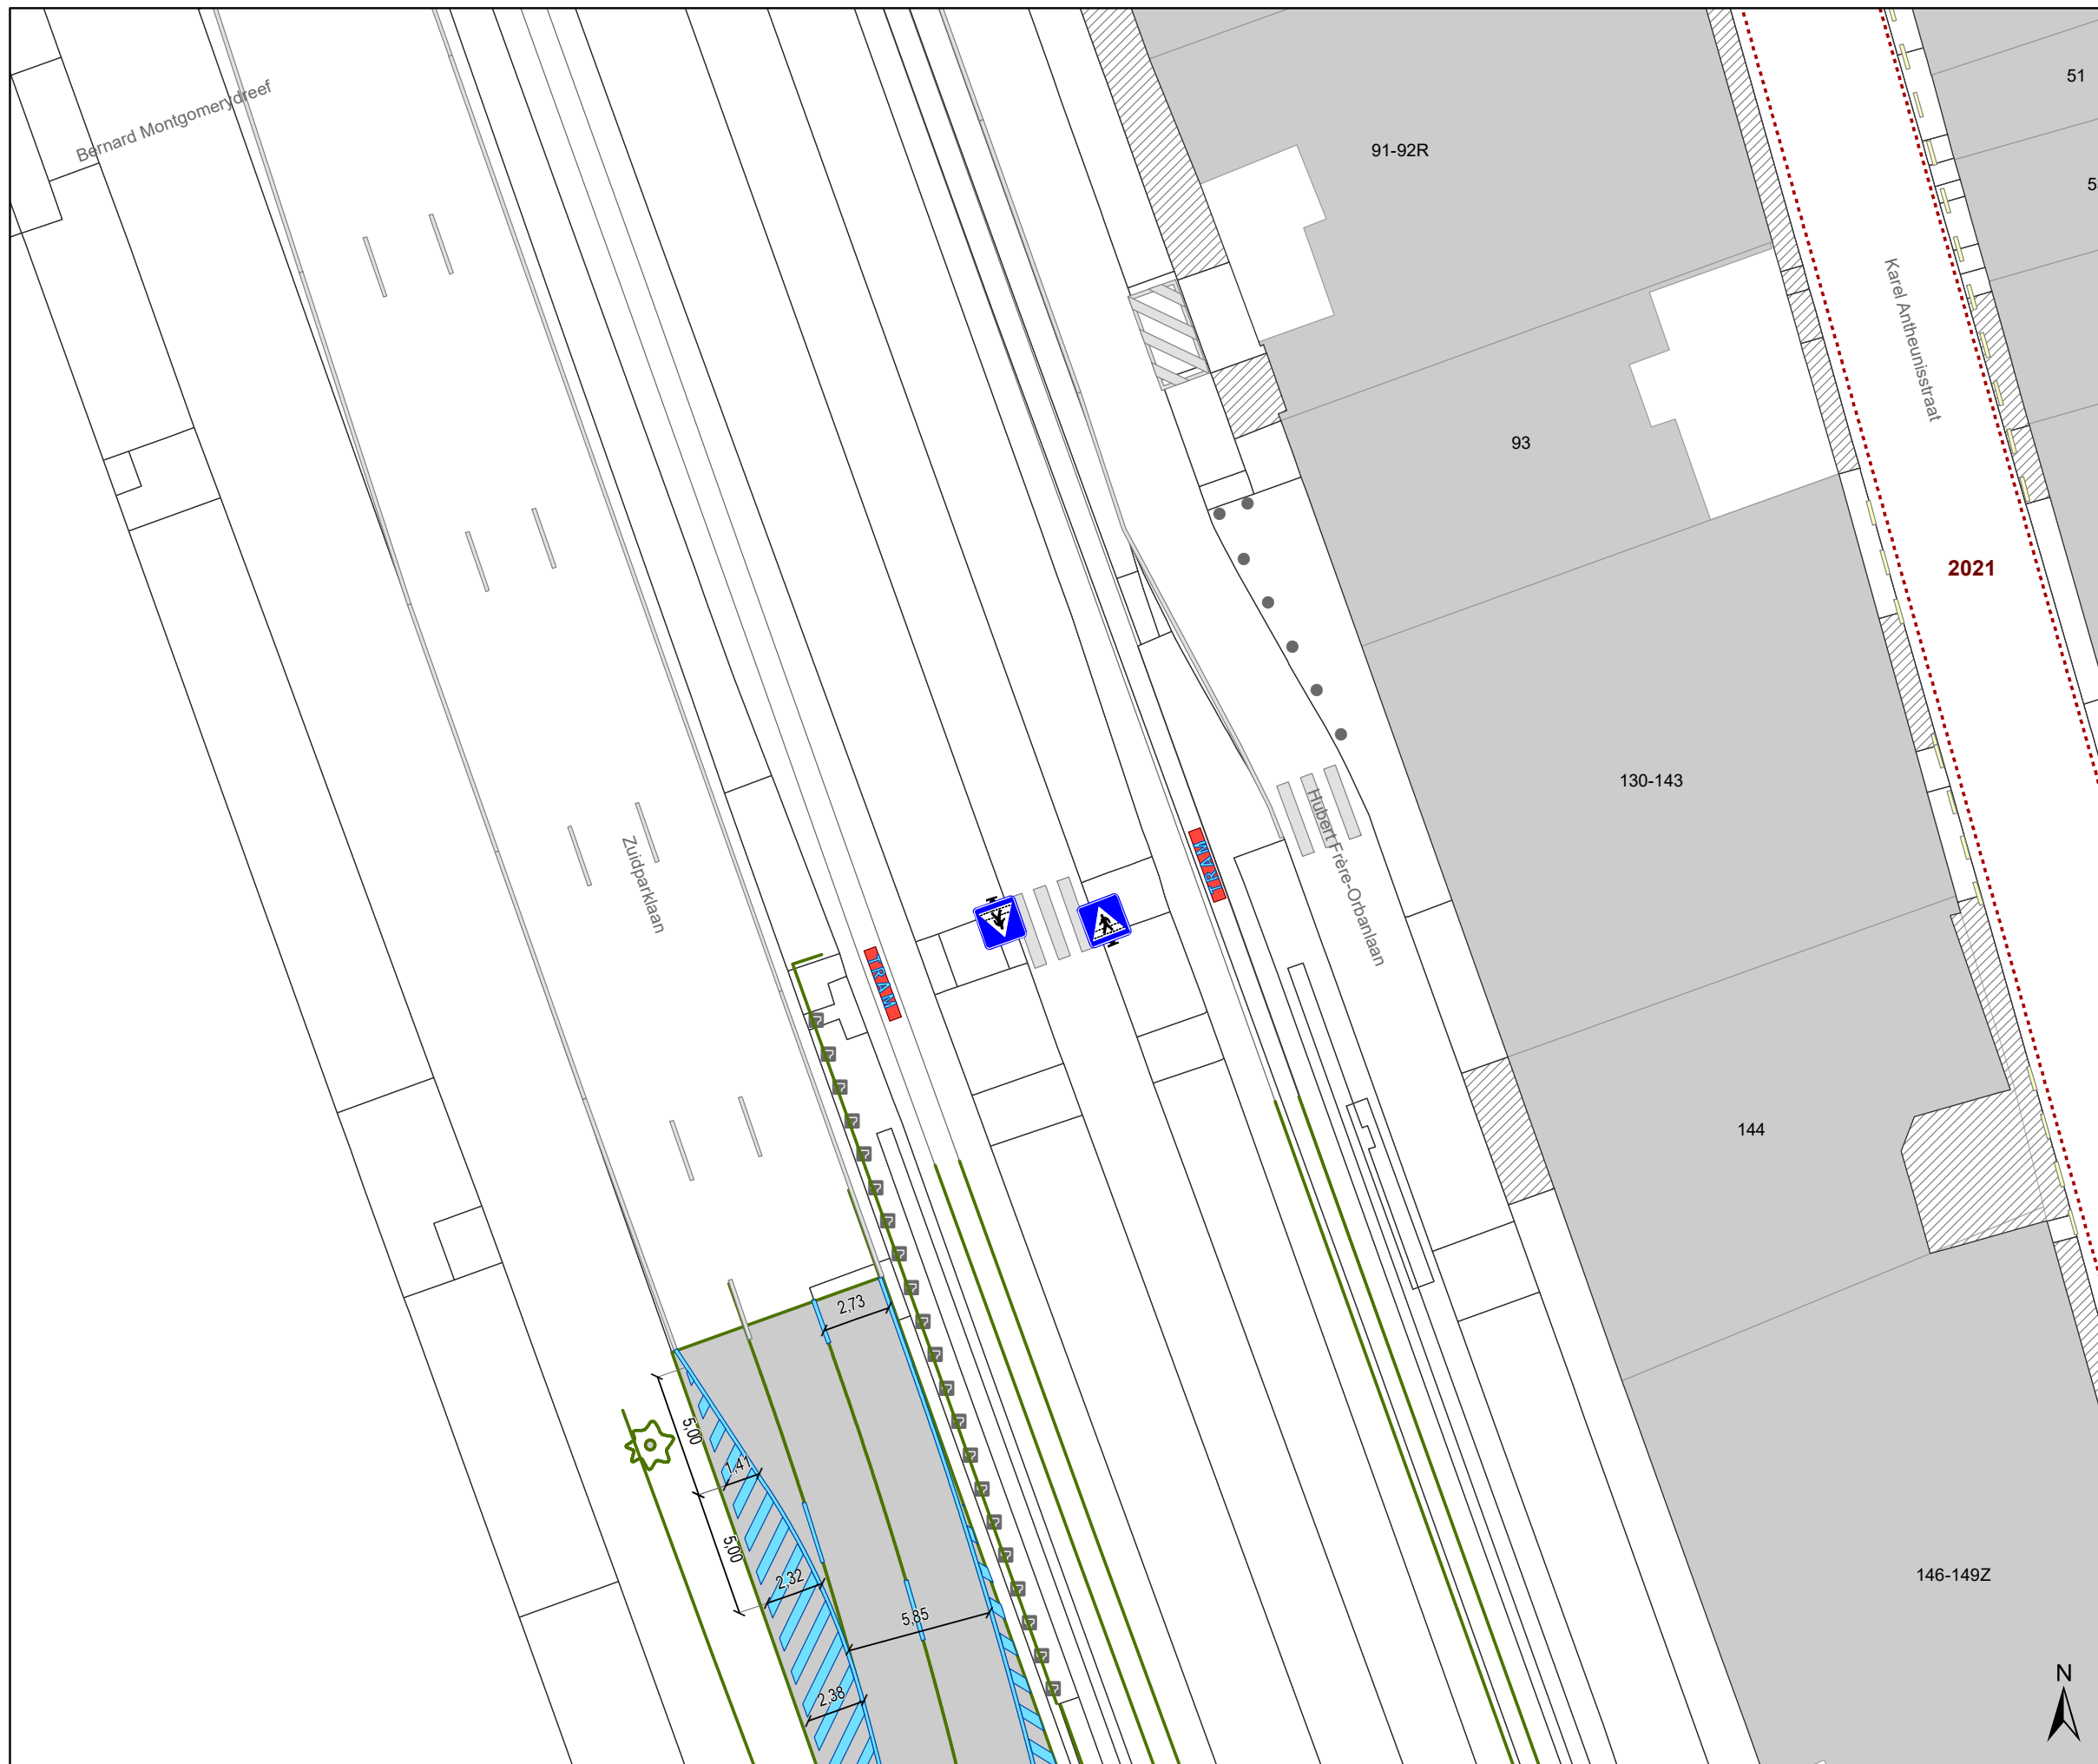 51
Bernard Montgomerydreef
91-92R
5
Karel Antheunisstraat
93
2021
130-143
TRAM
Hubert Frère-Orbanlaan
Zuidparklaan
TRAM
144
2,73
5,00
1,41
5,00
2,32
146-149Z
5,85
N
2,38